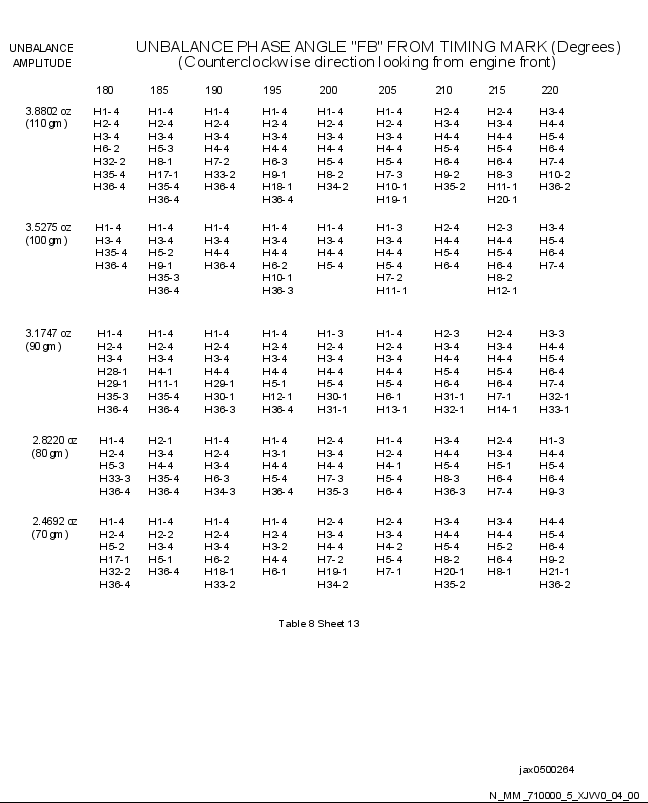 UNBALANCE PHASE ANGLE "FB" FROM TIMING MARK (Degrees)
(Counterclockwise direction looking from engine front)
UNBALANCE
AMPLITUDE
180 185 190 195 200 205 210 215 220
3.8802 oz H1-4 H1-4 H1-4 H1-4 H1-4 H1-4 H2-4 H2-4 H3-4
(110 gm) H2-4 H2-4 H2-4 H2-4 H2-4 H2-4 H3-4 H3-4 H4-4
H3-4 H3-4 H3-4 H3-4 H3-4 H4-4 H4-4 H4-4 H5-4
H6-2 H5-3 H4-4 H4-4 H4-4 H4-4 H5-4 H5-4 H6-4
H32-2 H8-1 H7-2 H6-3 H5-4 H5-4 H6-4 H6-4 H7-4
H35-4 H17-1 H33-2 H9-1 H8-2 H7-3 H9-2 H8-3 H10-2
H36-4 H35-4 H36-4 H18-1 H34-2 H10-1 H35-2 H11-1 H36-2
H36-4 H36-4 H19-1 H20-1
3.5275 oz H1-4 H1-4 H1-4 H1-4 H1-4 H1-3 H2-4 H2-3 H3-4
(100 gm) H3-4 H3-4 H3-4 H3-4 H3-4 H3-4 H4-4 H4-4 H5-4
H35-4 H5-2 H4-4 H4-4 H4-4 H4-4 H5-4 H5-4 H6-4
H36-4 H9-1 H36-4 H6-2 H5-4 H5-4 H6-4 H6-4 H7-4
H35-3 H10-1 H7-2 H8-2
H36-4 H36-3 H11-1 H12-1
3.1747 oz H1-4 H1-4 H1-4 H1-4 H1-3 H1-4 H2-3 H2-4 H3-3
(90 gm) H2-4 H2-4 H2-4 H2-4 H2-4 H2-4 H3-4 H3-4 H4-4
H3-4 H3-4 H3-4 H3-4 H3-4 H3-4 H4-4 H4-4 H5-4
H28-1 H4-1 H4-4 H4-4 H4-4 H4-4 H5-4 H5-4 H6-4
H29-1 H11-1 H29-1 H5-1 H5-4 H5-4 H6-4 H6-4 H7-4
H35-3 H35-4 H30-1 H12-1 H30-1 H6-1 H31-1 H7-1 H32-1
H36-4 H36-4 H36-3 H36-4 H31-1 H13-1 H32-1 H14-1 H33-1
2.8220 oz H1-4 H2-1 H1-4 H1-4 H2-4 H1-4 H3-4 H2-4 H1-3
(80 gm) H2-4 H3-4 H2-4 H3-1 H3-4 H2-4 H4-4 H3-4 H4-4
H5-3 H4-4 H3-4 H4-4 H4-4 H4-1 H5-4 H5-1 H5-4
H33-3 H35-4 H6-3 H5-4 H7-3 H5-4 H8-3 H6-4 H6-4
H36-4 H36-4 H34-3 H36-4 H35-3 H6-4 H36-3 H7-4 H9-3
2.4692 oz H1-4 H1-4 H1-4 H1-4 H2-4 H2-4 H3-4 H3-4 H4-4
(70 gm) H2-4 H2-2 H2-4 H2-4 H3-4 H3-4 H4-4 H4-4 H5-4
H5-2 H3-4 H3-4 H3-2 H4-4 H4-2 H5-4 H5-2 H6-4
H17-1 H5-1 H6-2 H4-4 H7-2 H5-4 H8-2 H6-4 H9-2
H32-2 H36-4 H18-1 H6-1 H19-1 H7-1 H20-1 H8-1 H21-1
H36-4 H33-2 H34-2 H35-2 H36-2
Table 8 Sheet 13
jax0500264
N_MM_710000_5_XJW0_04_00